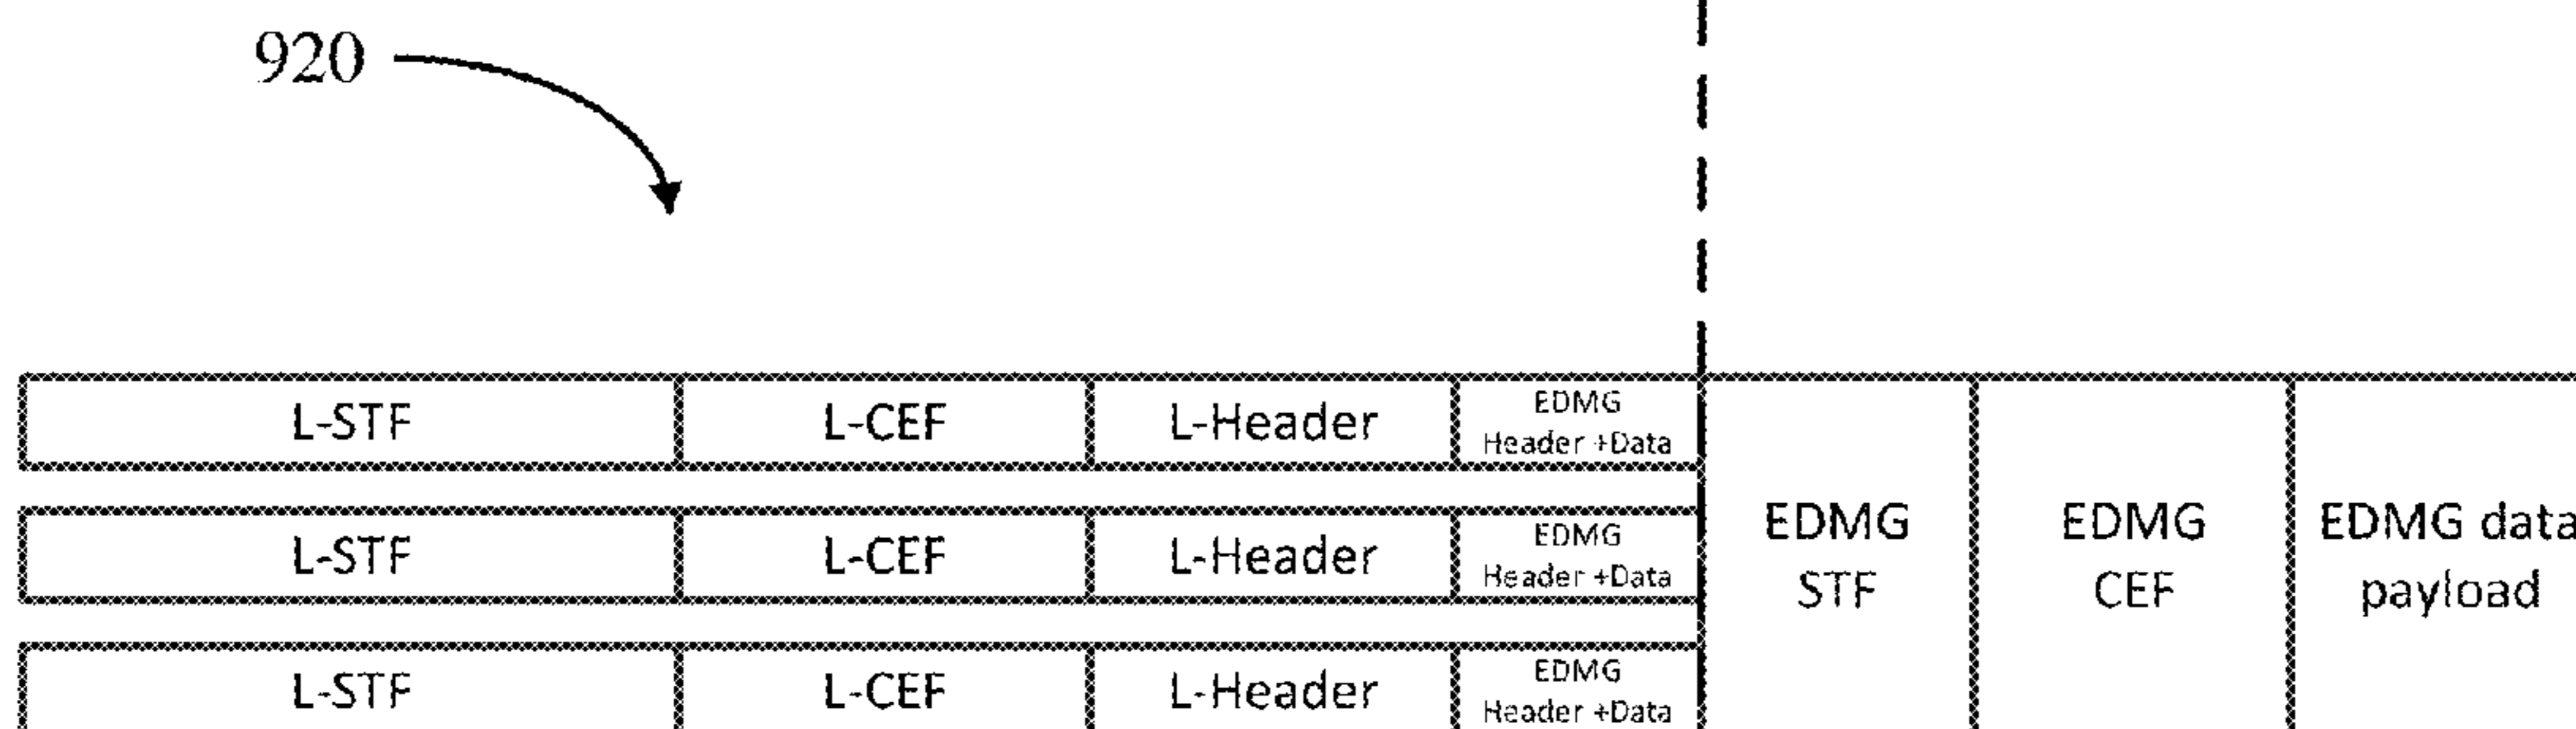 920
L-STF L-CEF L-Header EDMG
Header +Data
L-STF L-CEF L-Header EDMG
Header +Data
EDMG
STF
EDMG
CEF
EDMG data
payload
L-STF L-CEF L-Header EDMG
Header +Data